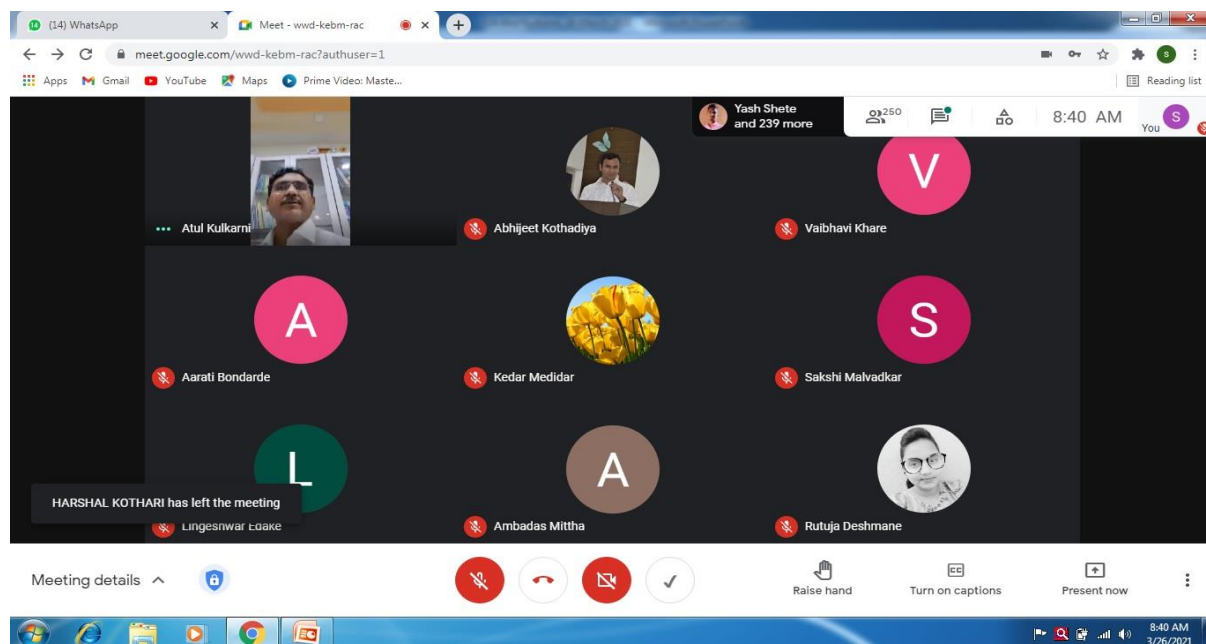 (14) WhatsApp
Meet - wwd-kebm-rac
meet.google.com/wwd-kebm-rac?authuser=1
Apps Gmail YouTube Maps Prime Video: Maste...
Reading list
Yash Shete
and 239 more
250
8:40 AM
You
S
Atul Kulkarni
Abhijeet Kothadiya
V
Vaibhavi Khare
A
Aarati Bondarde
Kedar Medidar
S
Sakshi Malvadkar
L
Lingeshwar Edake
A
Ambadas Mittha
Rutuja Deshmane
HARSHAL KOTHARI has left the meeting
Meeting details
Raise hand
CC
Turn on captions
Present now
8:40 AM
3/26/2021